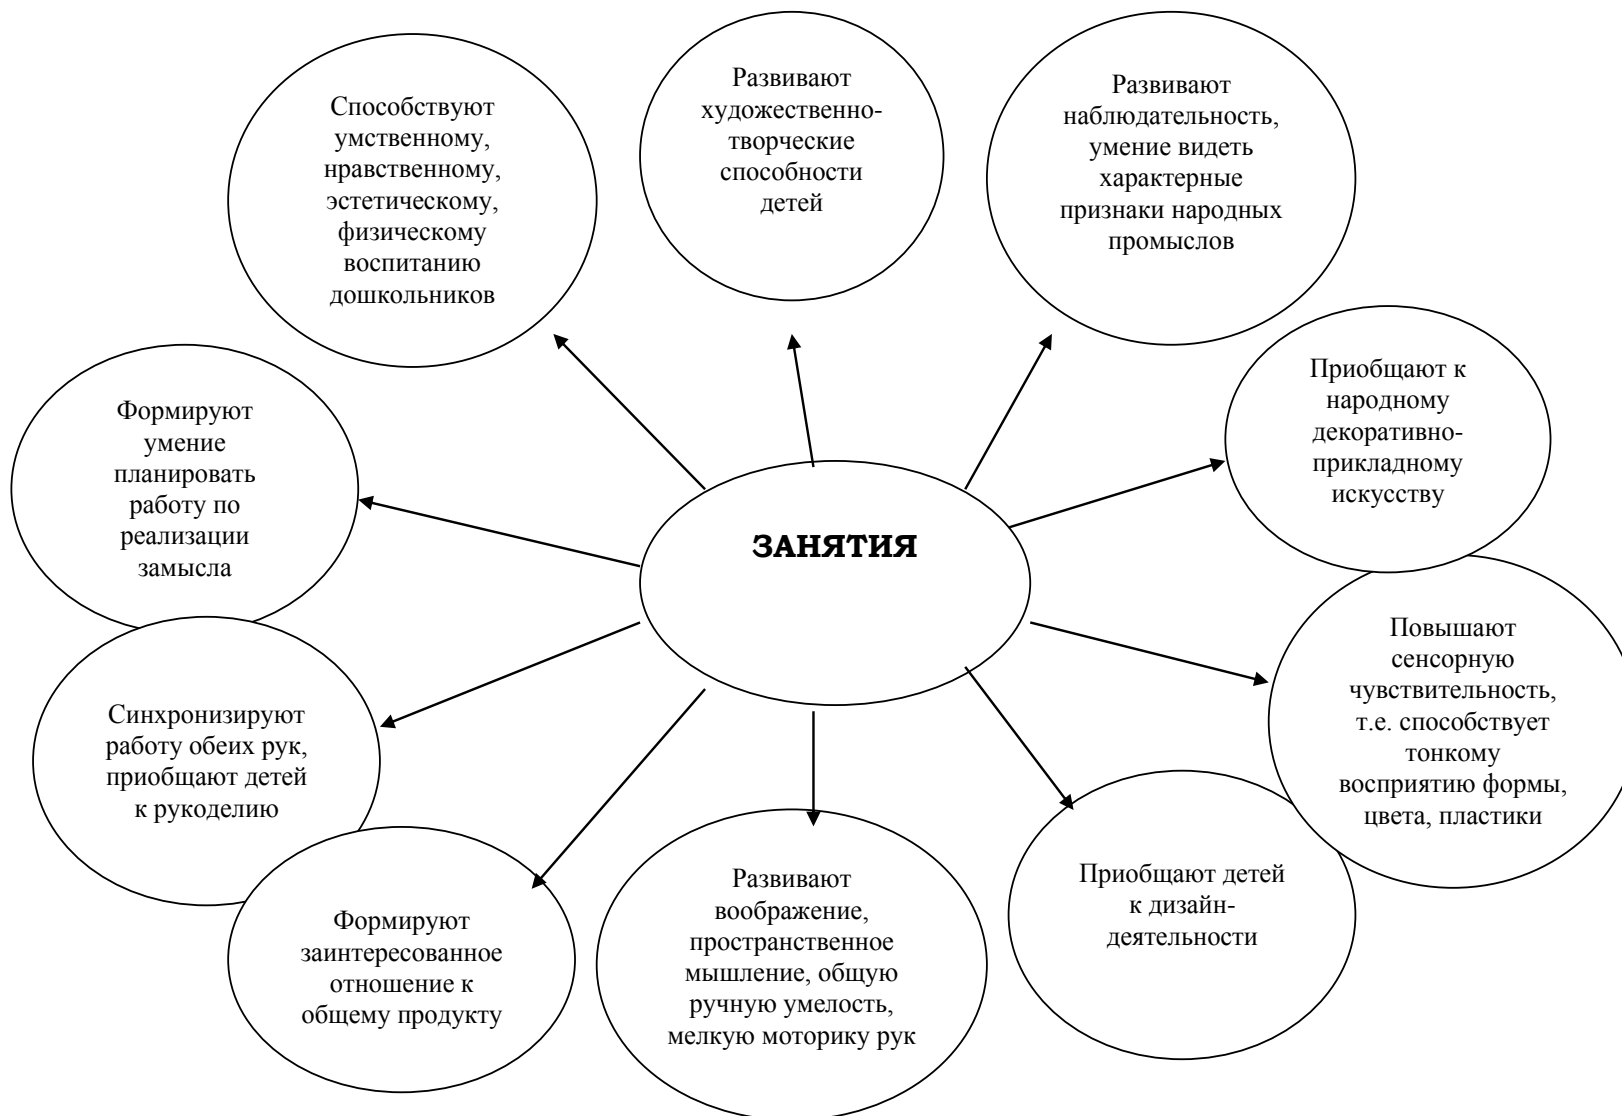 Способствуют
умственному,
нравственному,
эстетическому,
физическому
воспитанию
дошкольников
Развивают
художественно-
творческие
способности
детей
Развивают
наблюдательность,
умение видеть
характерные
признаки народных
промыслов
Приобщают к
народному
декоративно-
прикладному
искусству
Формируют
умение
планировать
работу по
реализации
замысла
ЗАНЯТИЯ
Повышают
сенсорную
чувствительность,
т.е. способствует
тонкому
восприятию формы,
цвета, пластики
Синхронизируют
работу обеих рук,
приобщают детей
к рукоделию
Формируют
заинтересованное
отношение к
общему продукту
Развивают
воображение,
пространственное
мышление, общую
ручную умелость,
мелкую моторику рук
Приобщают детей
к дизайн-
деятельности